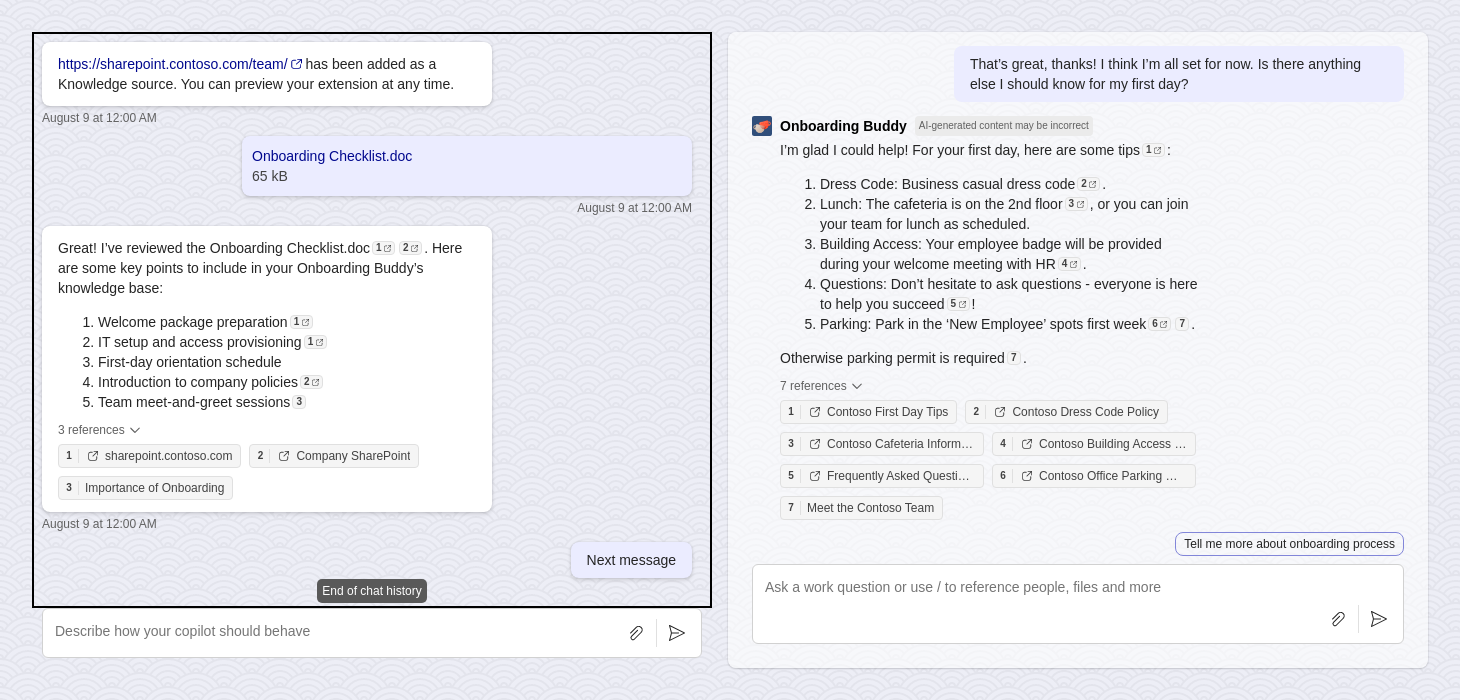 https://sharepoint.contoso.com/team/ has been added as a
Knowledge source. You can preview your extension at any time.
August 9 at 12:00 AM
Onboarding Checklist.doc
65 kB
August 9 at 12:00 AM
Great! I’ve reviewed the Onboarding Checklist.doc 1 2 . Here
are some key points to include in your Onboarding Buddy’s
knowledge base:
1. Welcome package preparation 1
2. IT setup and access provisioning 1
3. First-day orientation schedule
4. Introduction to company policies 2
5. Team meet-and-greet sessions 3
3 references
1 sharepoint.contoso.com 2 Company SharePoint
3 Importance of Onboarding
August 9 at 12:00 AM
Next message
End of chat history
Describe how your copilot should behave
That’s great, thanks! I think I’m all set for now. Is there anything
else I should know for my first day?
Onboarding Buddy AI-generated content may be incorrect
I’m glad I could help! For your first day, here are some tips 1 :
1. Dress Code: Business casual dress code 2 .
2. Lunch: The cafeteria is on the 2nd floor 3 , or you can join
your team for lunch as scheduled.
3. Building Access: Your employee badge will be provided
during your welcome meeting with HR 4 .
4. Questions: Don’t hesitate to ask questions - everyone is here
to help you succeed 5 !
5. Parking: Park in the ‘New Employee’ spots first week 6 7 .
Otherwise parking permit is required 7 .
7 references
1 Contoso First Day Tips 2 Contoso Dress Code Policy
3 Contoso Cafeteria Inform… 4 Contoso Building Access …
5 Frequently Asked Questi… 6 Contoso Office Parking …
7 Meet the Contoso Team
Tell me more about onboarding process
Ask a work question or use / to reference people, files and more